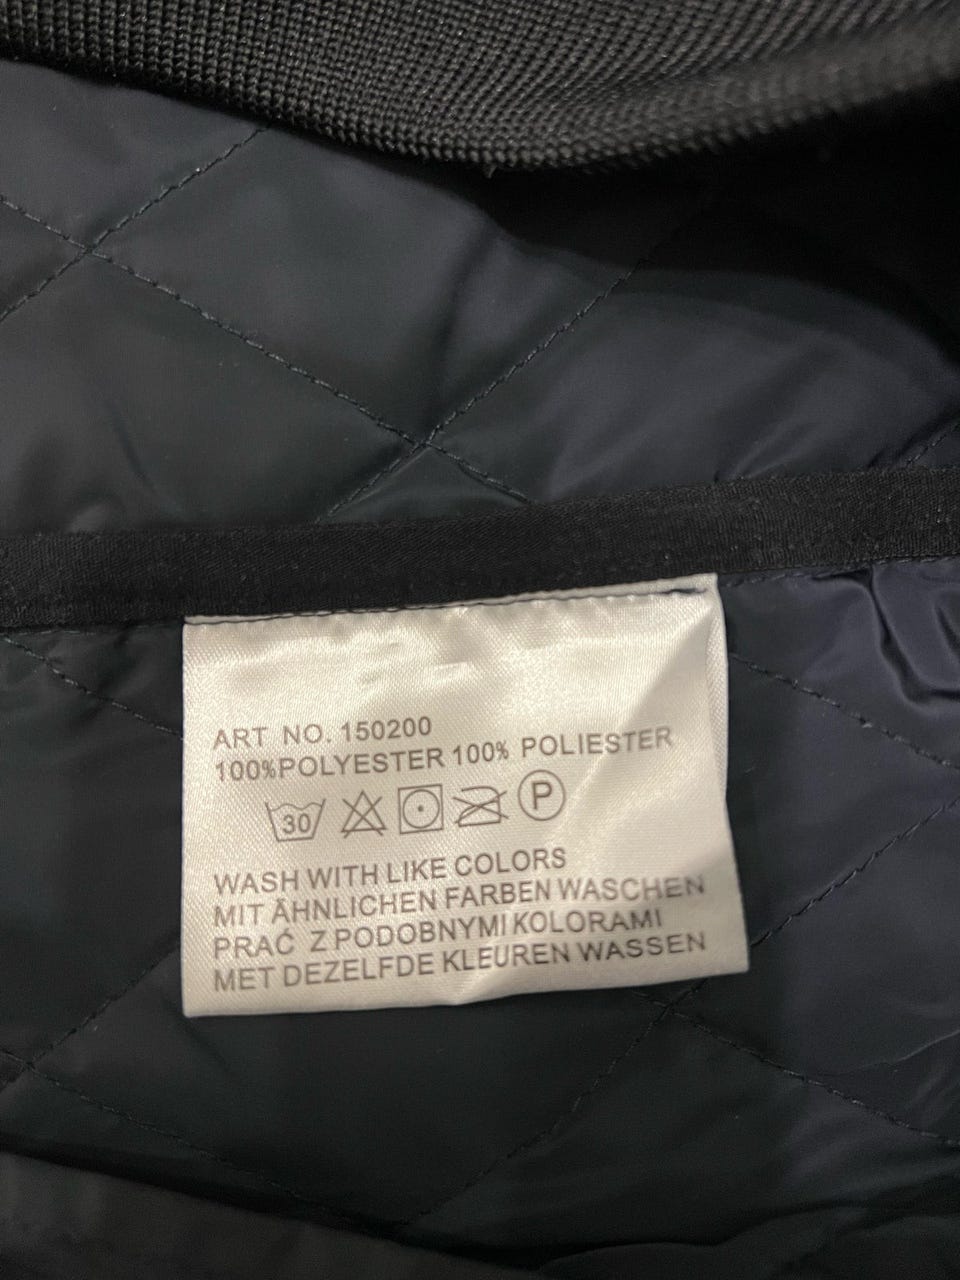 ART NO. 150200
100%POLYESTER 100% POLIESTER
30 P
WASH WITH LIKE COLORS
MIT ÄHNLICHEN FARBEN WASCHEN
PRAĆ Z PODOBNYMI KOLORAMI
MET DEZELFDE KLEUREN WASSEN